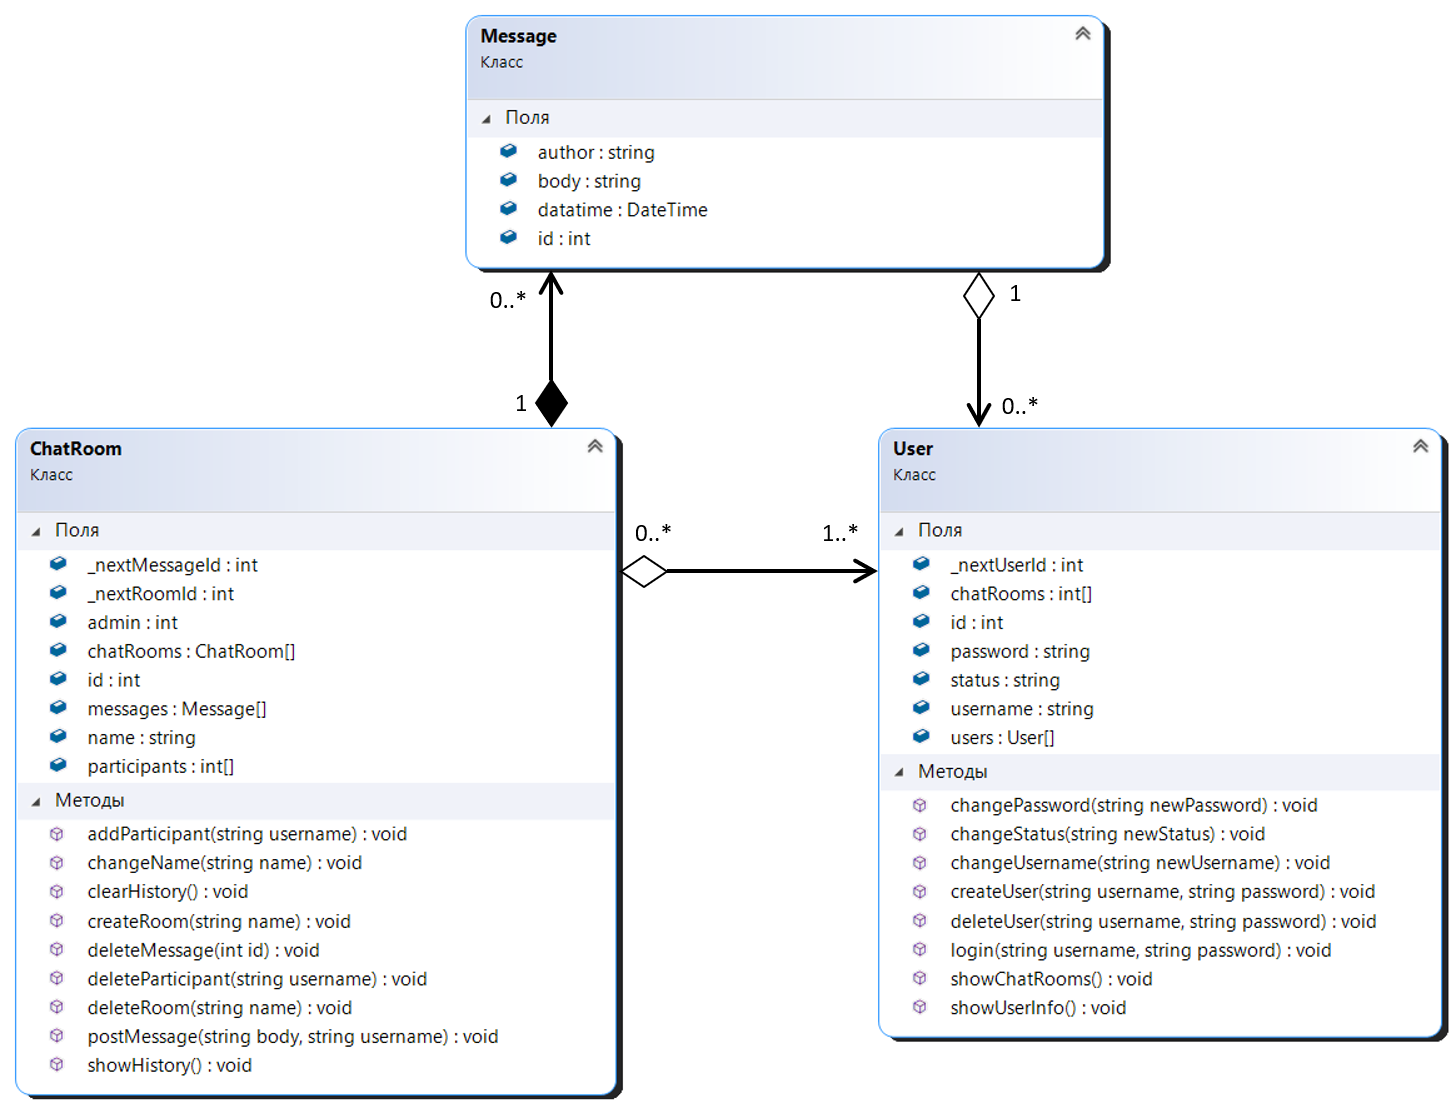 Message
Класс
Поля
author : string
body : string
datatime : DateTime
id : int
0..*
1
1
0..*
ChatRoom
Класс
Поля
_nextMessageId : int
_nextRoomId : int
admin : int
chatRooms : ChatRoom[]
id : int
messages : Message[]
name : string
participants : int[]
Методы
addParticipant(string username) : void
changeName(string name) : void
clearHistory() : void
createRoom(string name) : void
deleteMessage(int id) : void
deleteParticipant(string username) : void
deleteRoom(string name) : void
postMessage(string body, string username) : void
showHistory() : void
0..*
1..*
User
Класс
Поля
_nextUserId : int
chatRooms : int[]
id : int
password : string
status : string
username : string
users : User[]
Методы
changePassword(string newPassword) : void
changeStatus(string newStatus) : void
changeUsername(string newUsername) : void
createUser(string username, string password) : void
deleteUser(string username, string password) : void
login(string username, string password) : void
showChatRooms() : void
showUserInfo() : void